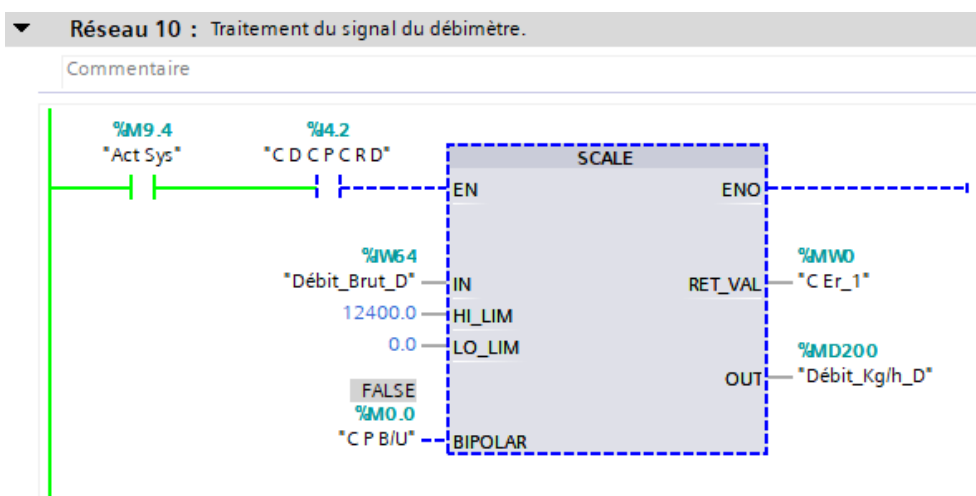 Réseau 10 : Traitement du signal du débimètre.
Commentaire
%M9.4 %I4.2
"Act Sys" "C D C P C R D"
SCALE
EN ENO
%IW64 %MW0
"Débit_Brut_D" IN RET_VAL "C Er_1"
12400.0 HI_LIM
0.0 LO_LIM %MD200
OUT "Débit_Kg/h_D"
FALSE
%M0.0
"C P B/U" BIPOLAR